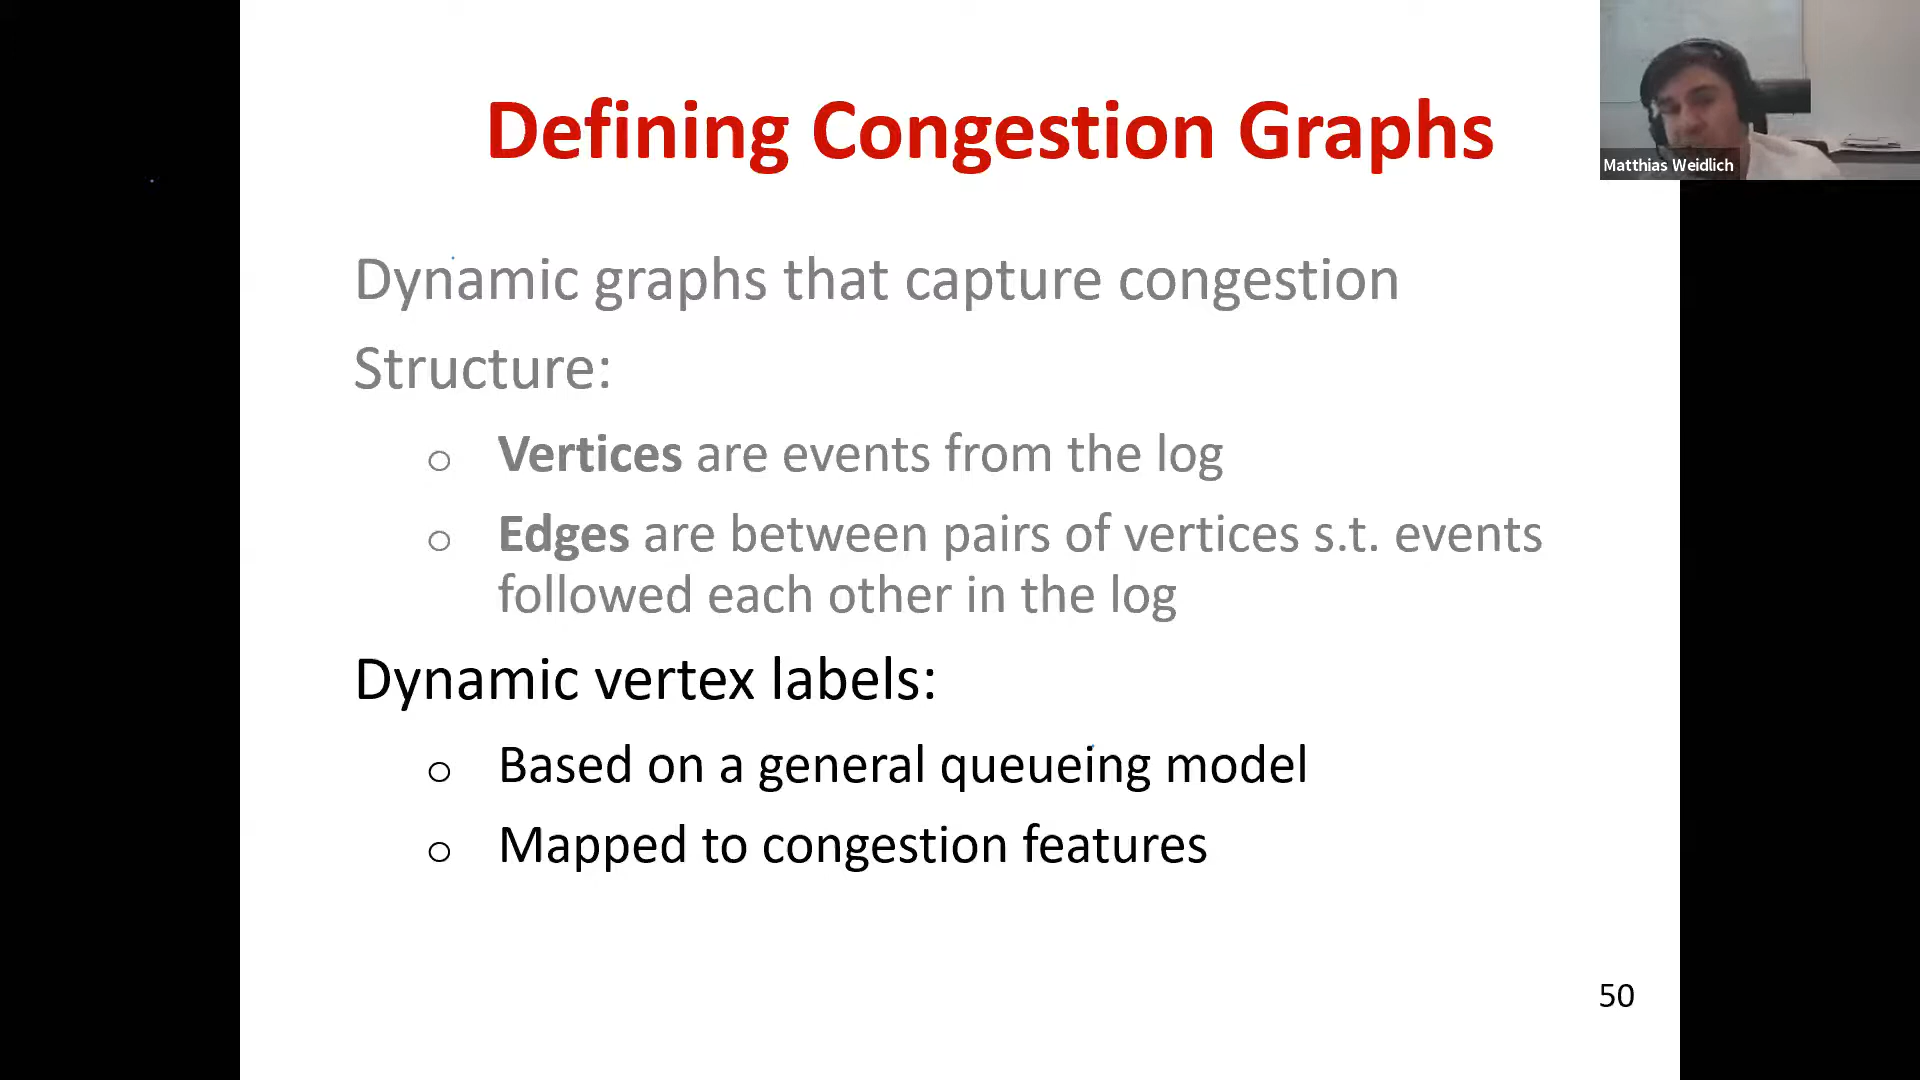 Defining Congestion Graphs
Matthias Weidlich
Dynamic graphs that capture congestion
Structure:
○ Vertices are events from the log
○ Edges are between pairs of vertices s.t. events
followed each other in the log
Dynamic vertex labels:
○ Based on a general queueing model
○ Mapped to congestion features
50